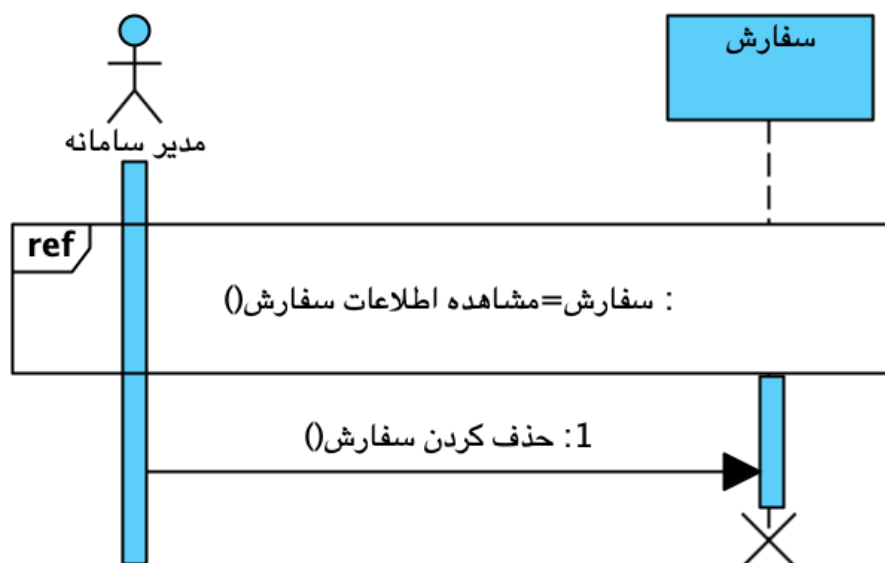 سفارش
مدیر سامانه
ref
: سفارش=مشاهده اطلاعات سفارش()
1: حذف کردن سفارش()